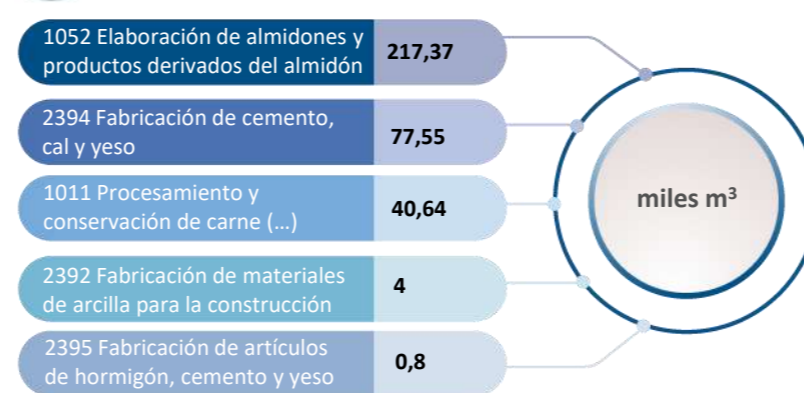 1052 Elaboración de almidones y
productos derivados del almidón
217,37
2394 Fabricación de cemento,
cal y yeso
77,55
1011 Procesamiento y
conservación de carne (...)
40,64
2392 Fabricación de materiales
de arcilla para la construcción
4
2395 Fabricación de artículos
de hormigón, cemento y yeso
0,8
miles m³